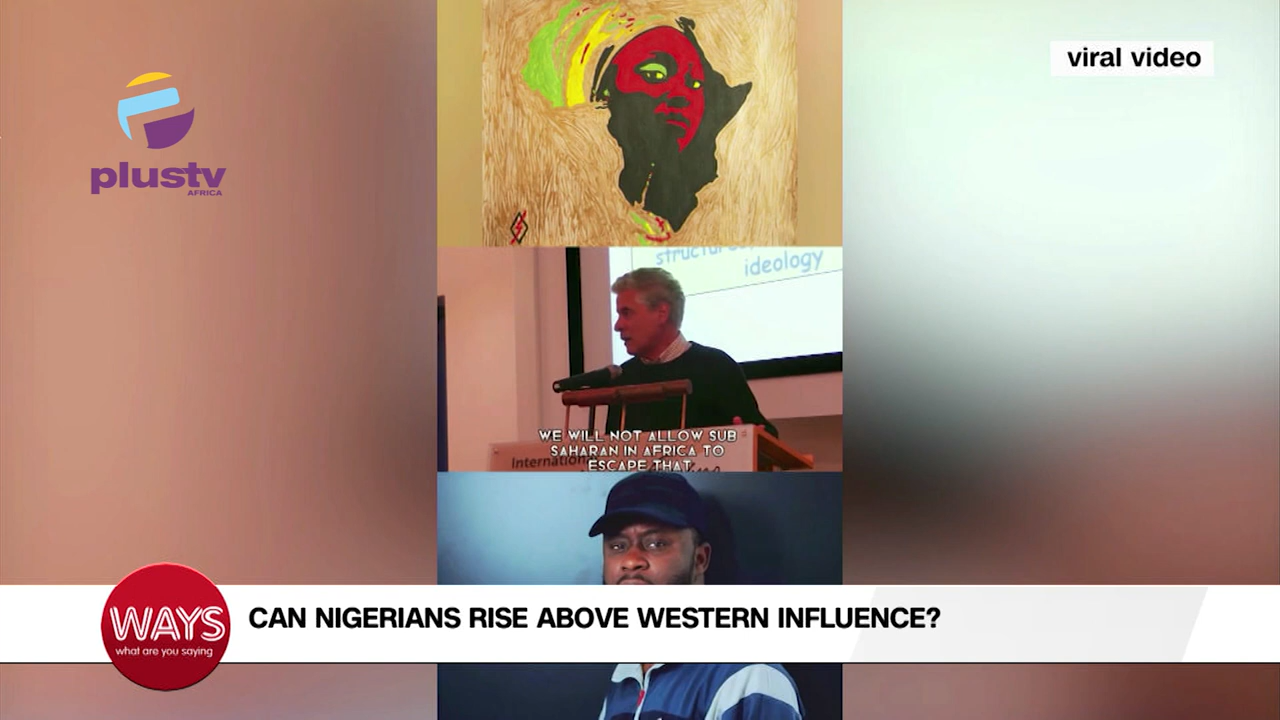 viral video
plustv
AFRICA
ideology
WE WILL NOT ALLOW SUB
SAHARAN IN AFRICA TO
ESCAPE THAT
International
WAYS
what are you saying
CAN NIGERIANS RISE ABOVE WESTERN INFLUENCE?